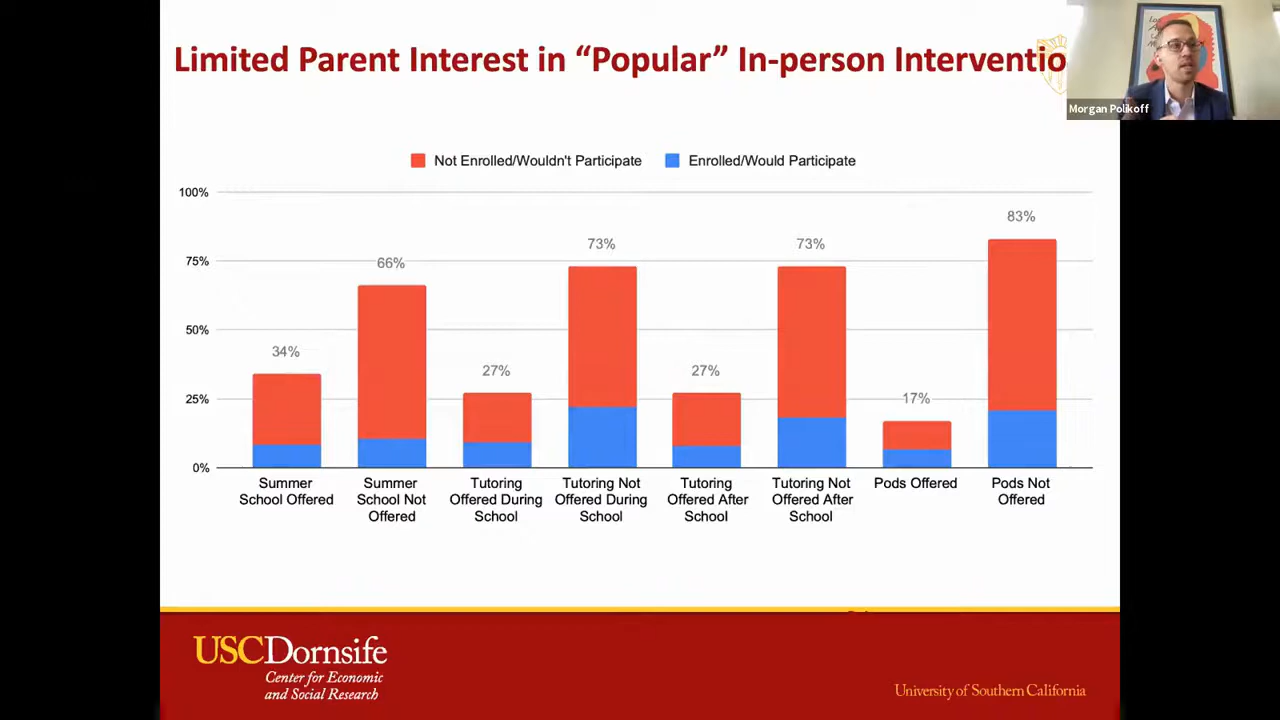 Limited Parent Interest in “Popular” In-person Interventio
Morgan Polikoff
Not Enrolled/Wouldn't Participate
Enrolled/Would Participate
100%
75%
50%
25%
0%
34%
66%
27%
73%
27%
73%
17%
83%
Summer
School Offered
Summer
School Not
Offered
Tutoring
Offered During
School
Tutoring Not
Offered During
School
Tutoring
Offered After
School
Tutoring Not
Offered After
School
Pods Offered
Pods Not
Offered
USCDornsife
Center for Economic
and Social Research
University of Southern California